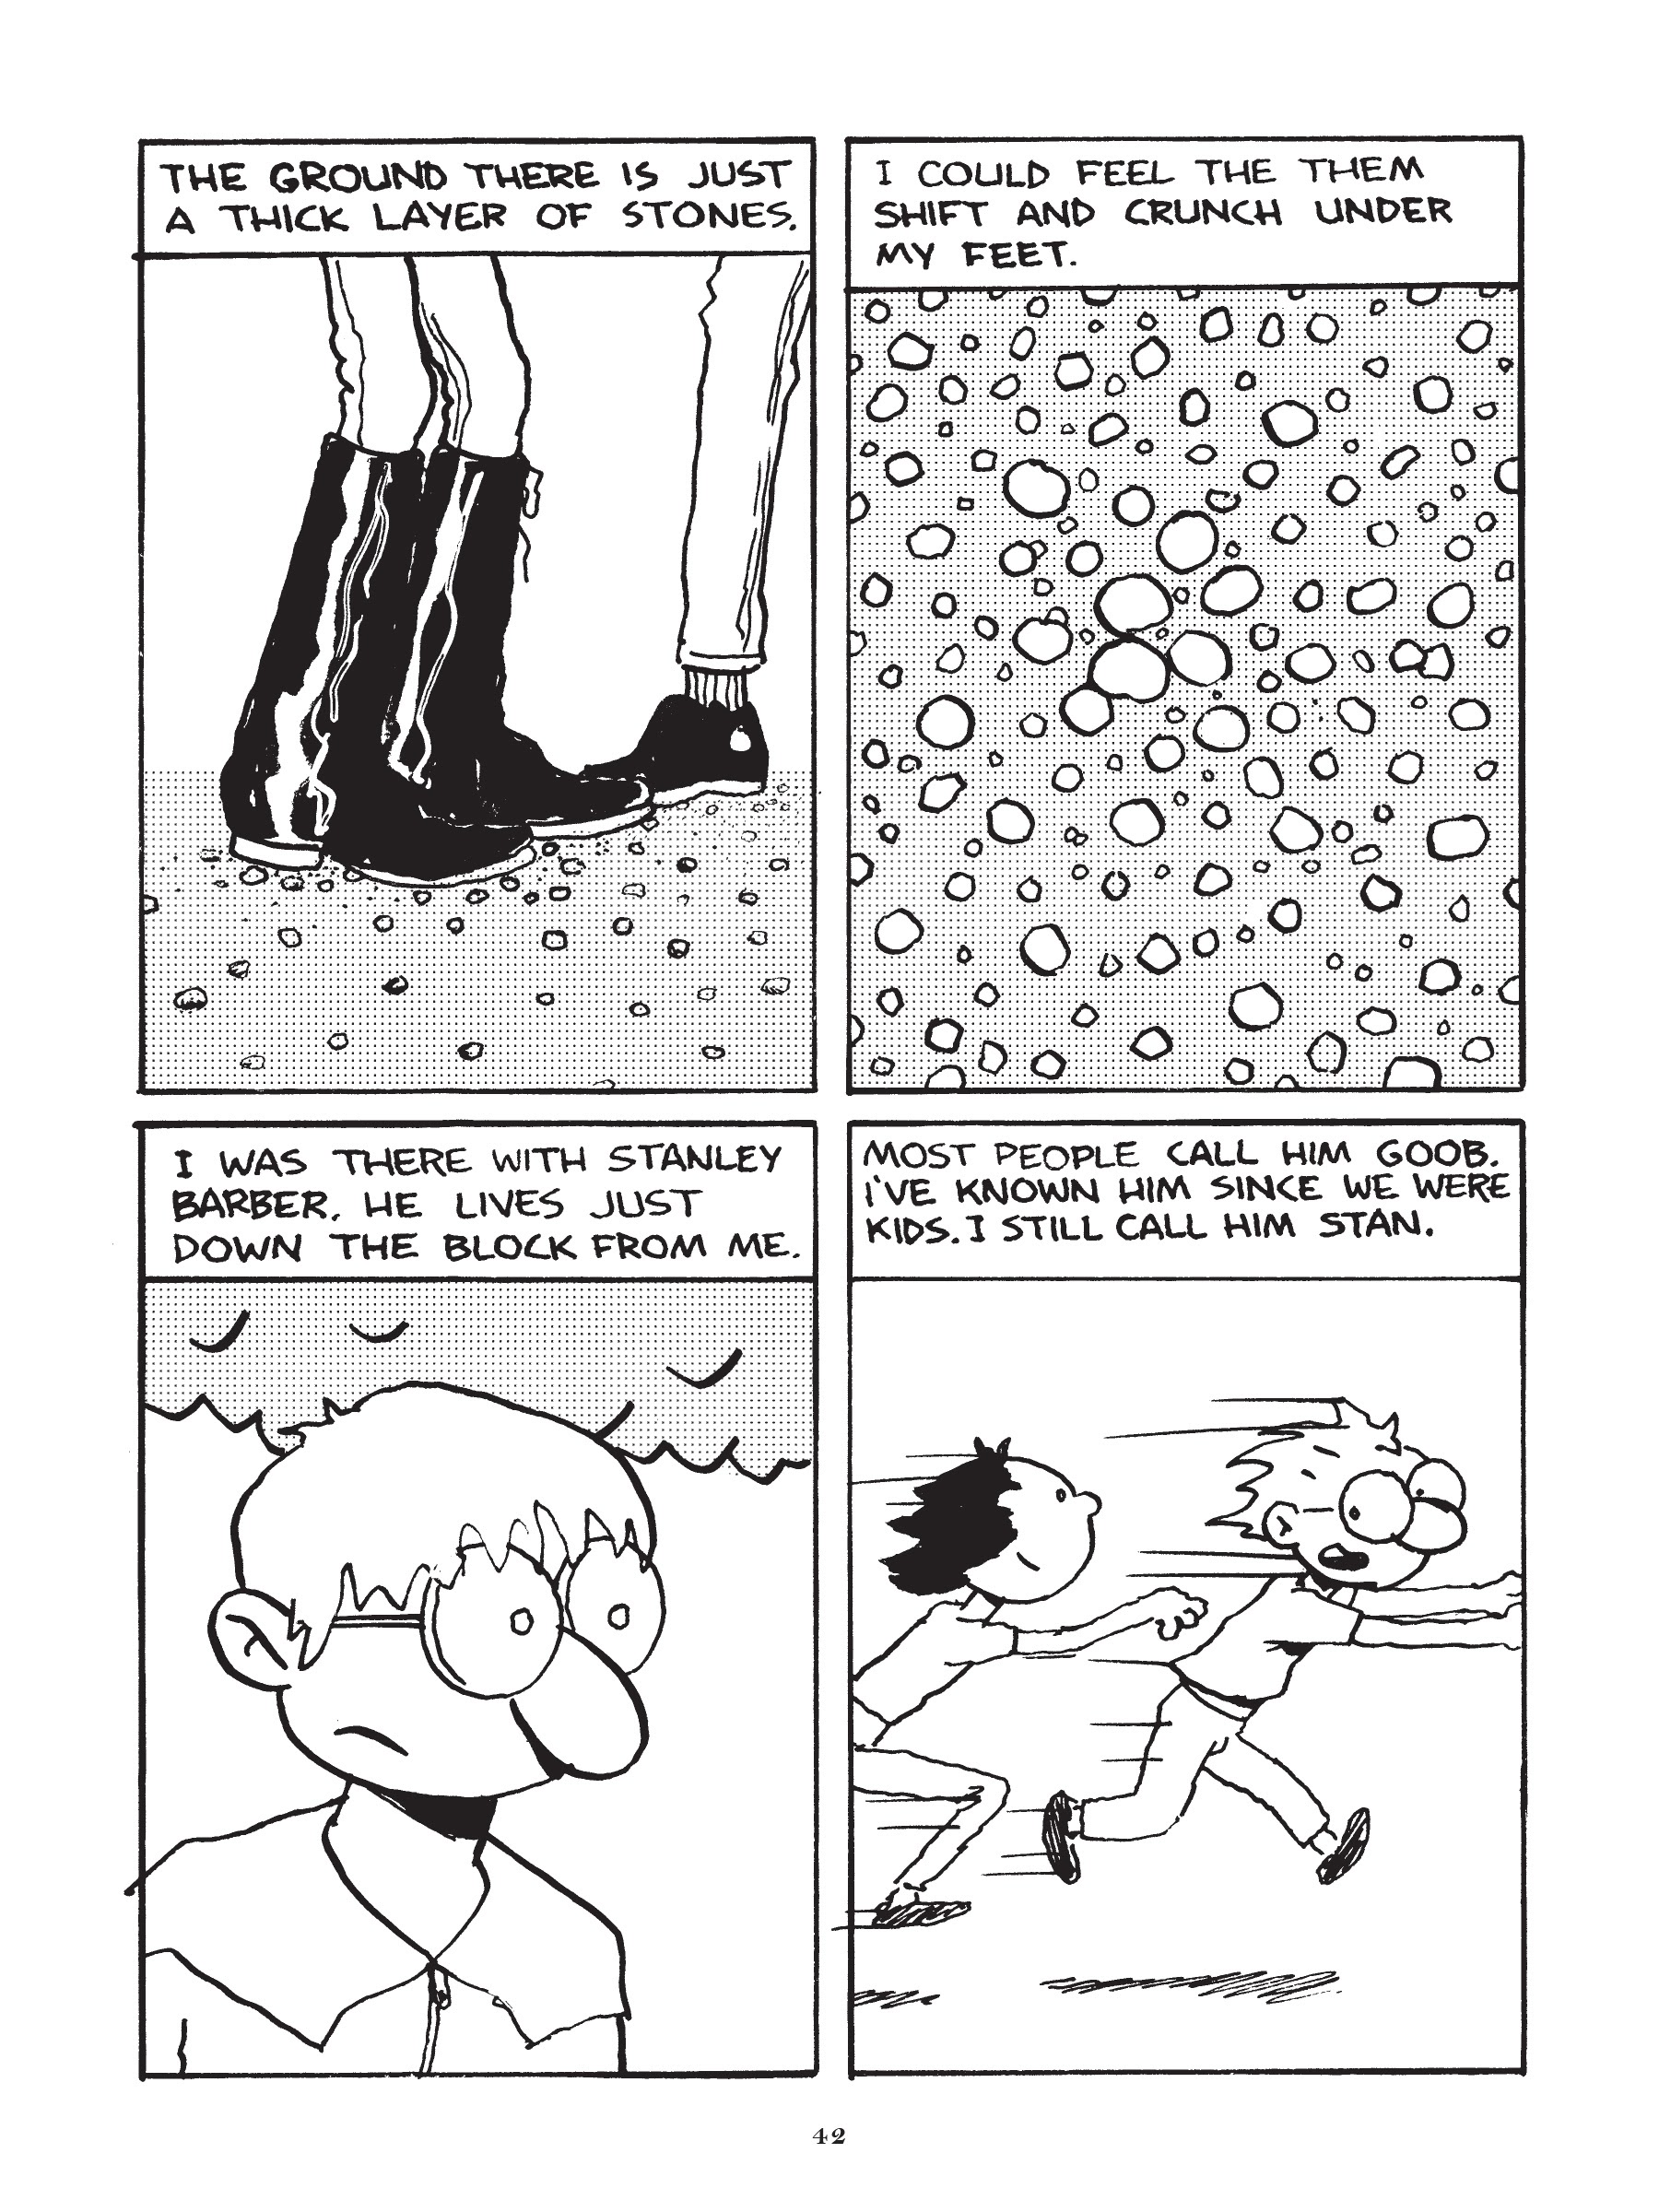 THE GROUND THERE IS JUST
A THICK LAYER OF STONES.
I COULD FEEL THE THEM
SHIFT AND CRUNCH UNDER
MY FEET.
I WAS THERE WITH STANLEY
BARBER. HE LIVES JUST
DOWN THE BLOCK FROM ME.
MOST PEOPLE CALL HIM GOOB.
I'VE KNOWN HIM SINCE WE WERE
KIDS. I STILL CALL HIM STAN.
42